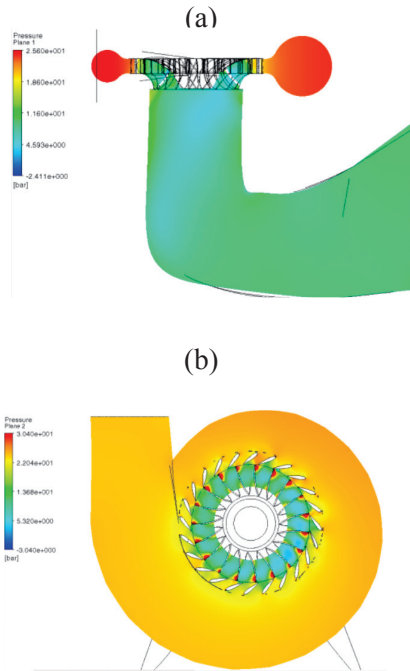 (a)
Pressure
Plane 1
2.560e+001
1.860e+001
1.160e+001
4.593e+000
-2.411e+000
[bar]
(b)
Pressure
Plane 2
3.040e+001
2.204e+001
1.368e+001
5.320e+000
-3.040e+000
[bar]